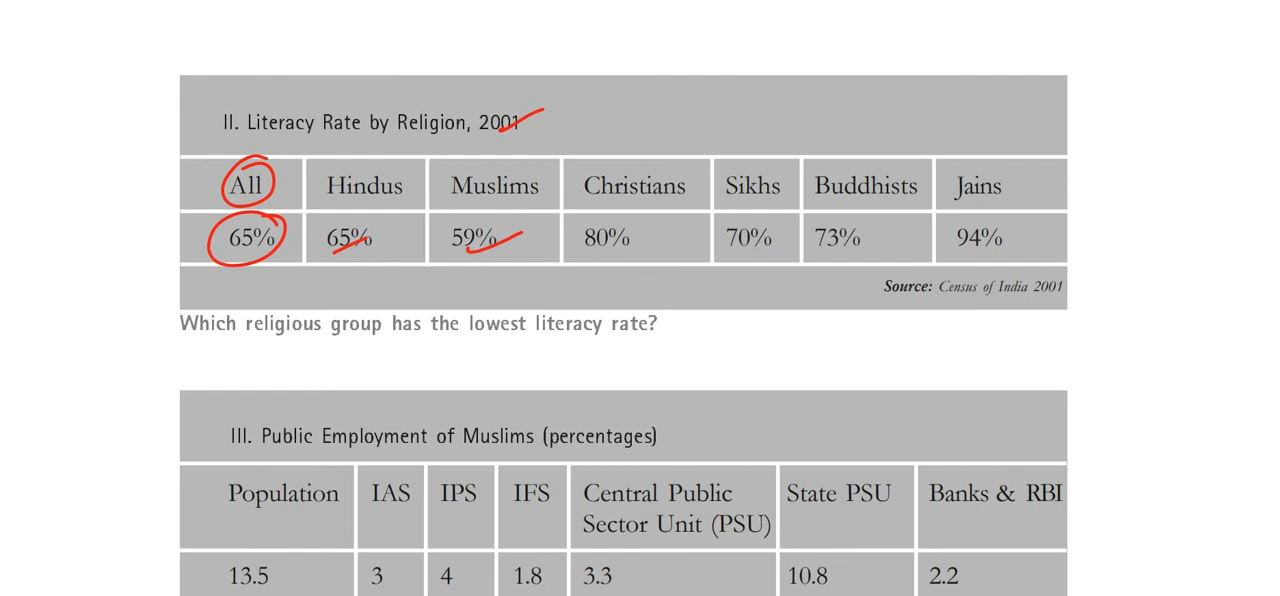 II. Literacy Rate by Religion, 2001
All Hindus Muslims Christians Sikhs Buddhists Jains
65% 65% 59% 80% 70% 73% 94%
Source: Census of India 2001
Which religious group has the lowest literacy rate?
III. Public Employment of Muslims (percentages)
Population IAS IPS IFS Central Public State PSU Banks & RBI
Sector Unit (PSU)
13.5 3 4 1.8 3.3 10.8 2.2